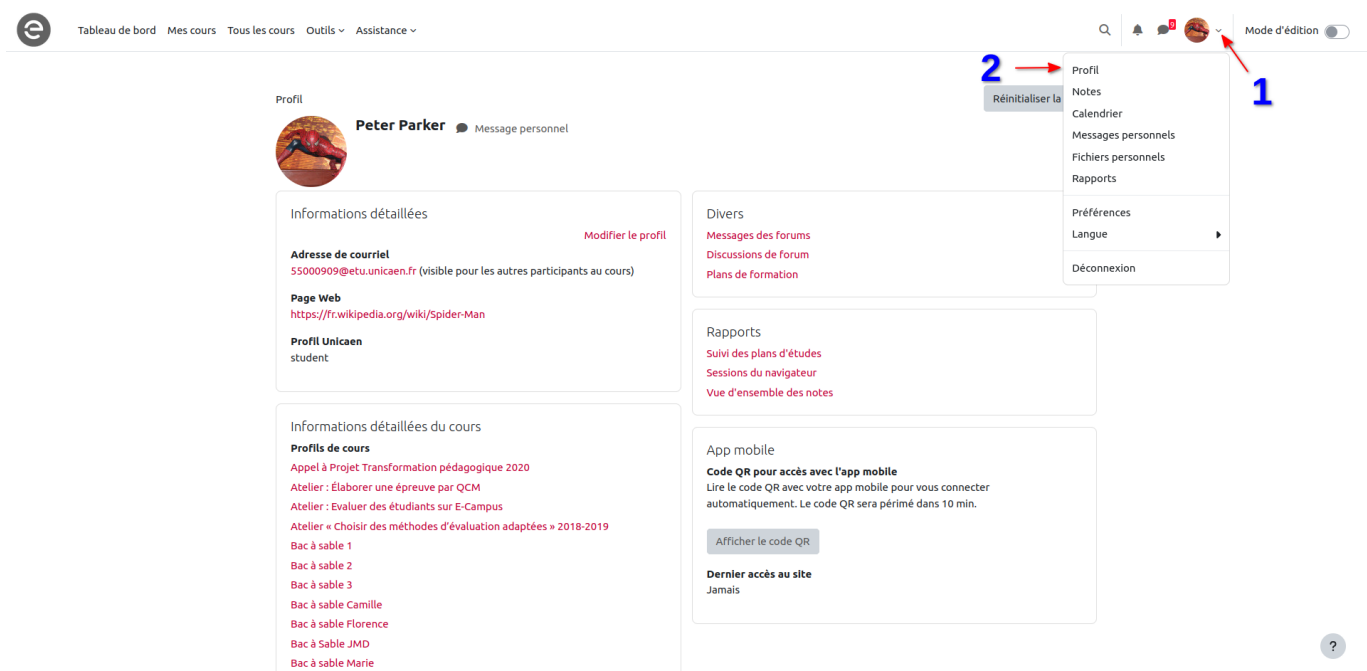 e
Tableau de bord Mes cours Tous les cours Outils Assistance
9
Mode d'édition
2
1
Profil
Notes
Calendrier
Messages personnels
Fichiers personnels
Rapports
Préférences
Langue
Déconnexion
Profil
Réinitialiser la
Peter Parker Message personnel
Informations détaillées
Modifier le profil
Adresse de courriel
55000909@etu.unicaen.fr (visible pour les autres participants au cours)
Page Web
https://fr.wikipedia.org/wiki/Spider-Man
Profil Unicaen
student
Informations détaillées du cours
Profils de cours
Appel à Projet Transformation pédagogique 2020
Atelier : Élaborer une épreuve par QCM
Atelier : Evaluer des étudiants sur E-Campus
Atelier « Choisir des méthodes d'évaluation adaptées » 2018-2019
Bac à sable 1
Bac à sable 2
Bac à sable 3
Bac à sable Camille
Bac à sable Florence
Bac à Sable JMD
Bac à sable Marie
Divers
Messages des forums
Discussions de forum
Plans de formation
Rapports
Suivi des plans d'études
Sessions du navigateur
Vue d'ensemble des notes
App mobile
Code QR pour accès avec l'app mobile
Lire le code QR avec votre app mobile pour vous connecter
automatiquement. Le code QR sera périmé dans 10 min.
Afficher le code QR
Dernier accès au site
Jamais
?